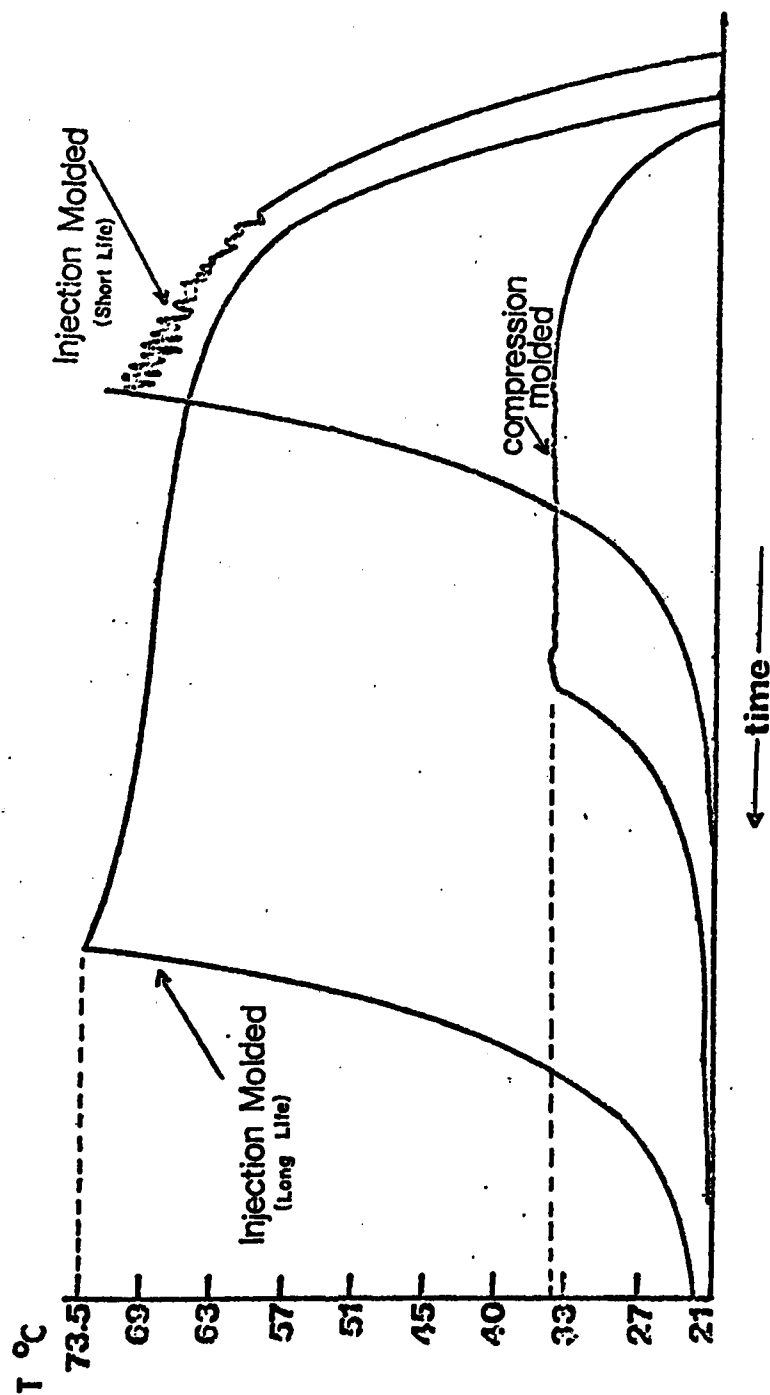 T °C
73.5
69
63
57
51
45
40
33
27
21
Injection Molded
(Long Life)
Injection Molded
(Short Life)
compression
molded
time